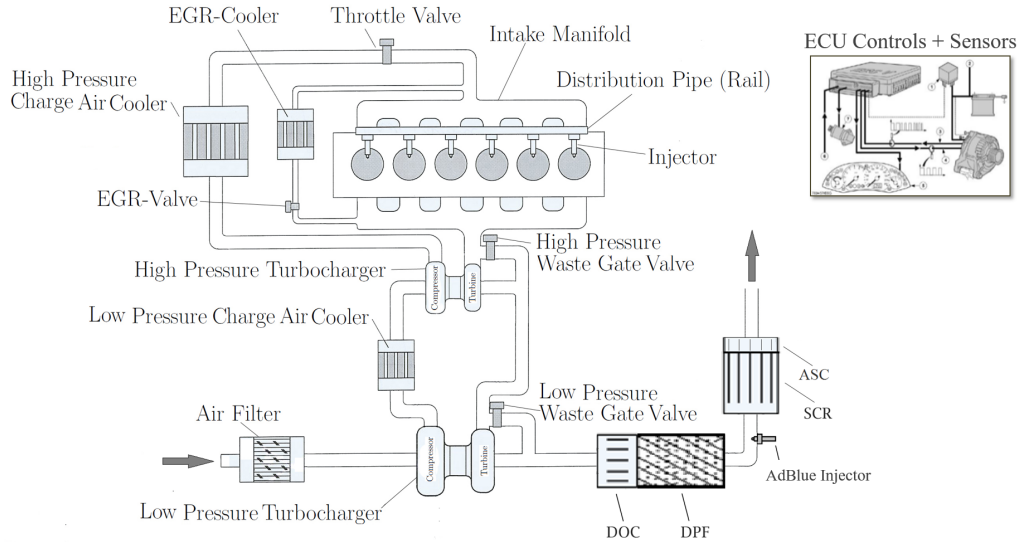 EGR-Cooler
Throttle Valve
Intake Manifold
ECU Controls + Sensors
High Pressure
Charge Air Cooler
Distribution Pipe (Rail)
Injector
EGR-Valve
High Pressure
Waste Gate Valve
High Pressure Turbocharger
Compressor
Turbine
Low Pressure Charge Air Cooler
ASC
SCR
Low Pressure
Waste Gate Valve
Air Filter
Compressor
Turbine
AdBlue Injector
Low Pressure Turbocharger
DOC
DPF